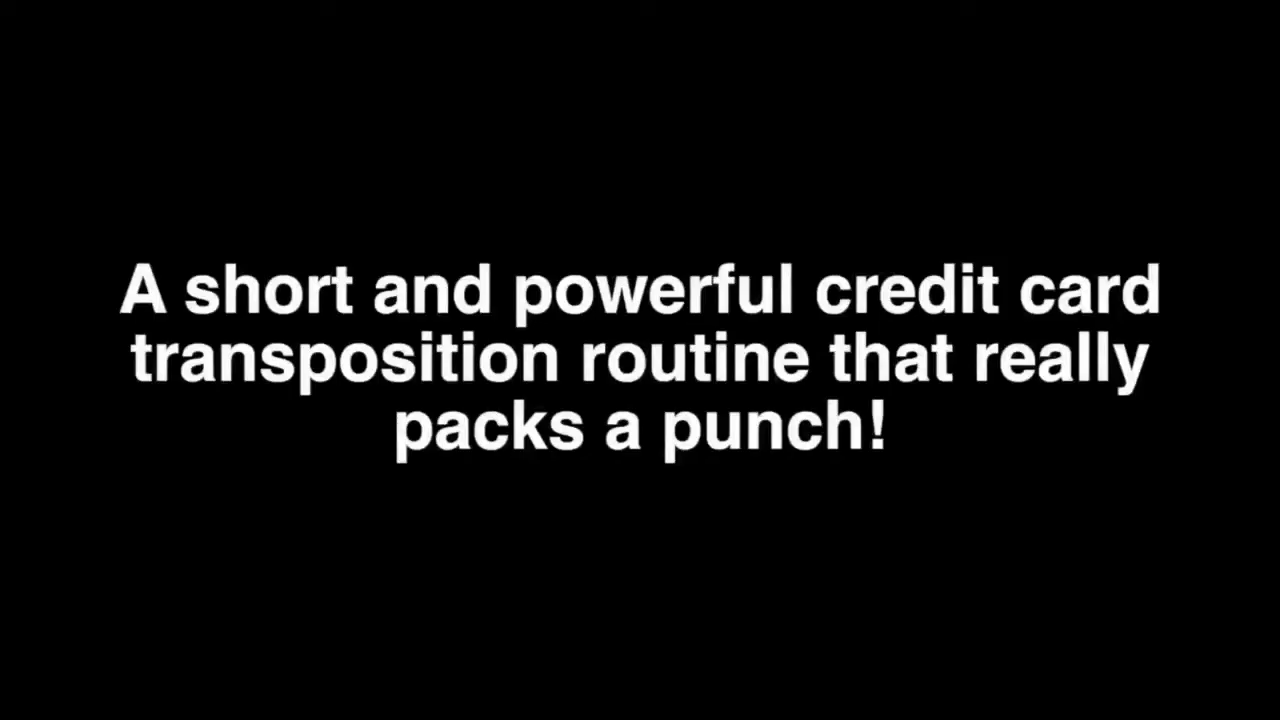 A short and powerful credit card
transposition routine that really
packs a punch!